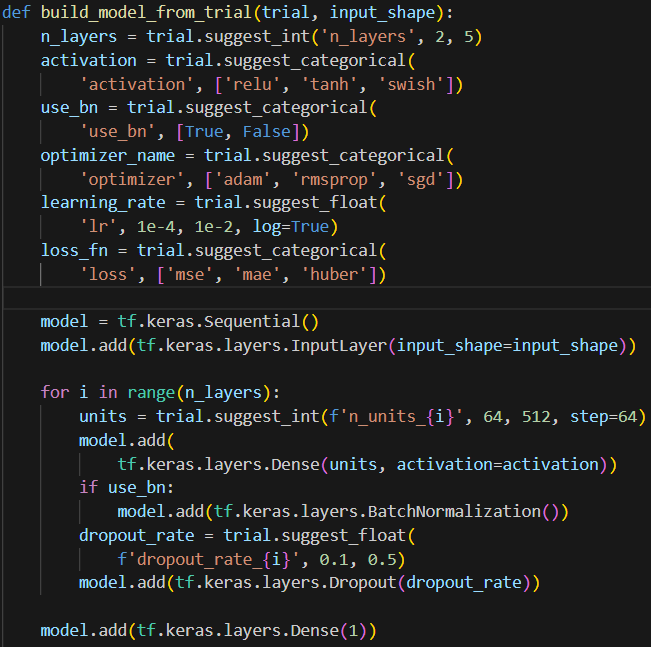 def build_model_from_trial(trial, input_shape):
    n_layers = trial.suggest_int('n_layers', 2, 5)
    activation = trial.suggest_categorical(
        'activation', ['relu', 'tanh', 'swish'])
    use_bn = trial.suggest_categorical(
        'use_bn', [True, False])
    optimizer_name = trial.suggest_categorical(
        'optimizer', ['adam', 'rmsprop', 'sgd'])
    learning_rate = trial.suggest_float(
        'lr', 1e-4, 1e-2, log=True)
    loss_fn = trial.suggest_categorical(
        'loss', ['mse', 'mae', 'huber'])

    model = tf.keras.Sequential()
    model.add(tf.keras.layers.InputLayer(input_shape=input_shape))

    for i in range(n_layers):
        units = trial.suggest_int(f'n_units_{i}', 64, 512, step=64)
        model.add(
            tf.keras.layers.Dense(units, activation=activation))
        if use_bn:
            model.add(tf.keras.layers.BatchNormalization())
        dropout_rate = trial.suggest_float(
            f'dropout_rate_{i}', 0.1, 0.5)
        model.add(tf.keras.layers.Dropout(dropout_rate))

    model.add(tf.keras.layers.Dense(1))